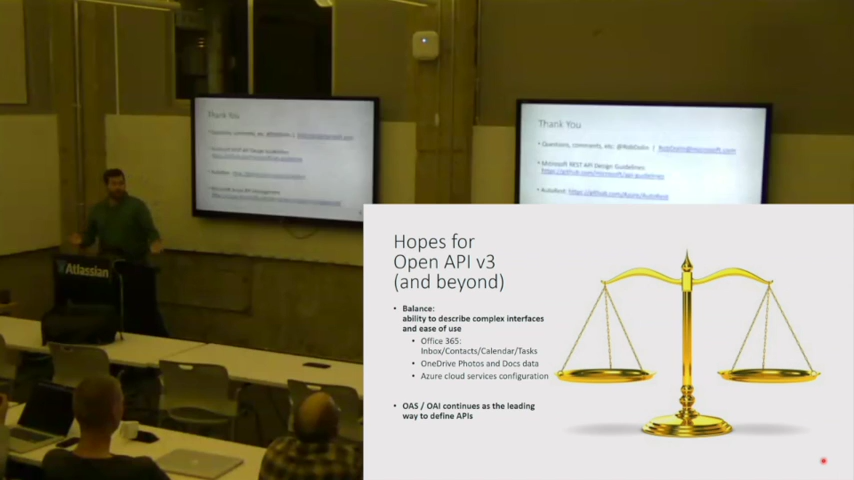 Thank You
Thank You
• Questions, comments, etc. @RobDolin | RobDolin@microsoft.com
• Microsoft REST API Design Guidelines:
https://github.com/microsoft/api-guidelines
• AutoRest: https://github.com/Azure/AutoRest
Atlassian
Hopes for
Open API v3
(and beyond)
• Balance:
ability to describe complex interfaces
and ease of use
• Office 365:
Inbox/Contacts/Calendar/Tasks
• OneDrive Photos and Docs data
• Azure cloud services configuration
• OAS / OAI continues as the leading
way to define APIs